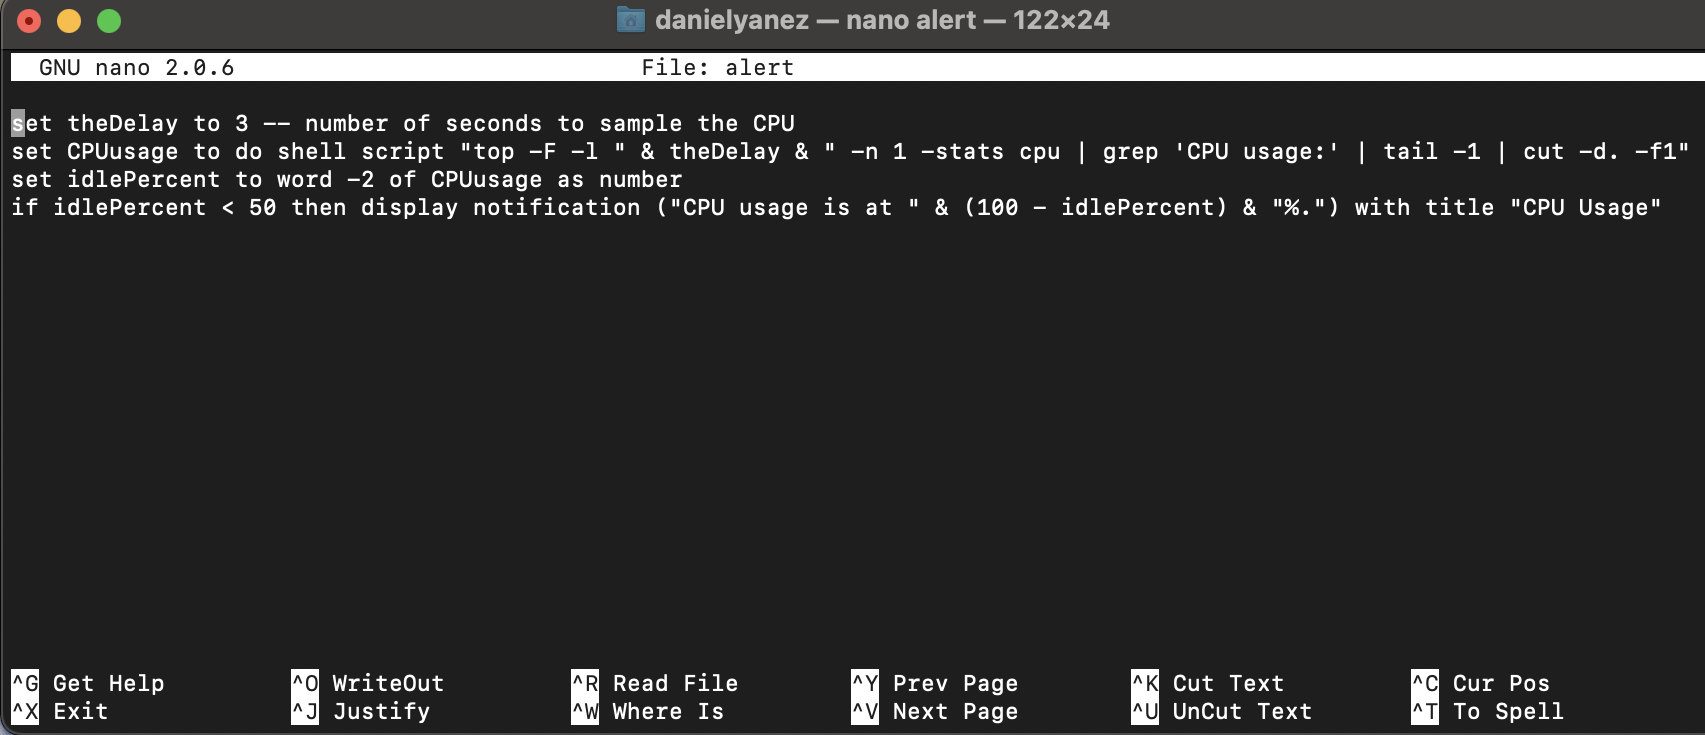 danielyanez — nano alert — 122×24
GNU nano 2.0.6 File: alert
set theDelay to 3 -- number of seconds to sample the CPU
set CPUusage to do shell script "top -F -l " & theDelay & " -n 1 -stats cpu | grep 'CPU usage:' | tail -1 | cut -d. -f1"
set idlePercent to word -2 of CPUusage as number
if idlePercent < 50 then display notification ("CPU usage is at " & (100 - idlePercent) & "%.") with title "CPU Usage"
^G Get Help ^O WriteOut ^R Read File ^Y Prev Page ^K Cut Text ^C Cur Pos
^X Exit ^J Justify ^W Where Is ^V Next Page ^U UnCut Text ^T To Spell